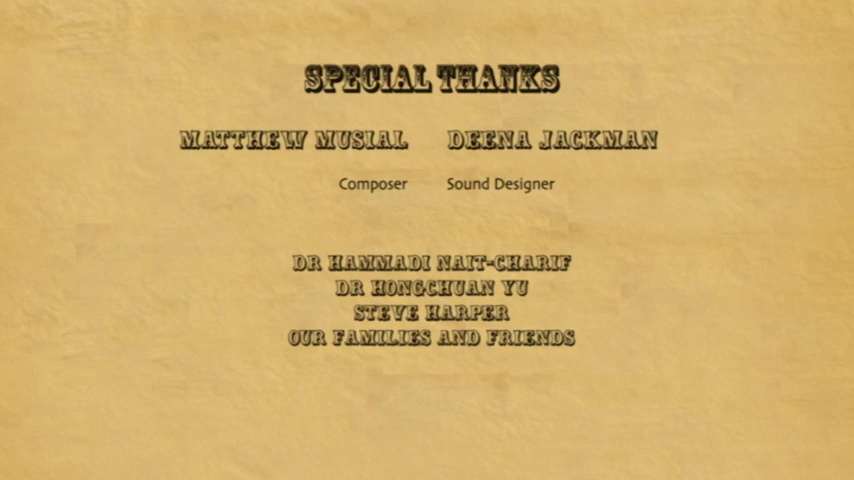 SPECIAL THANKS
MATTHEW MUSIAL DEENA JACKMAN
Composer Sound Designer
DR HAMMADI NAIT-CHARIF
DR HONGCHUAN YU
STEVE HARPER
OUR FAMILIES AND FRIENDS